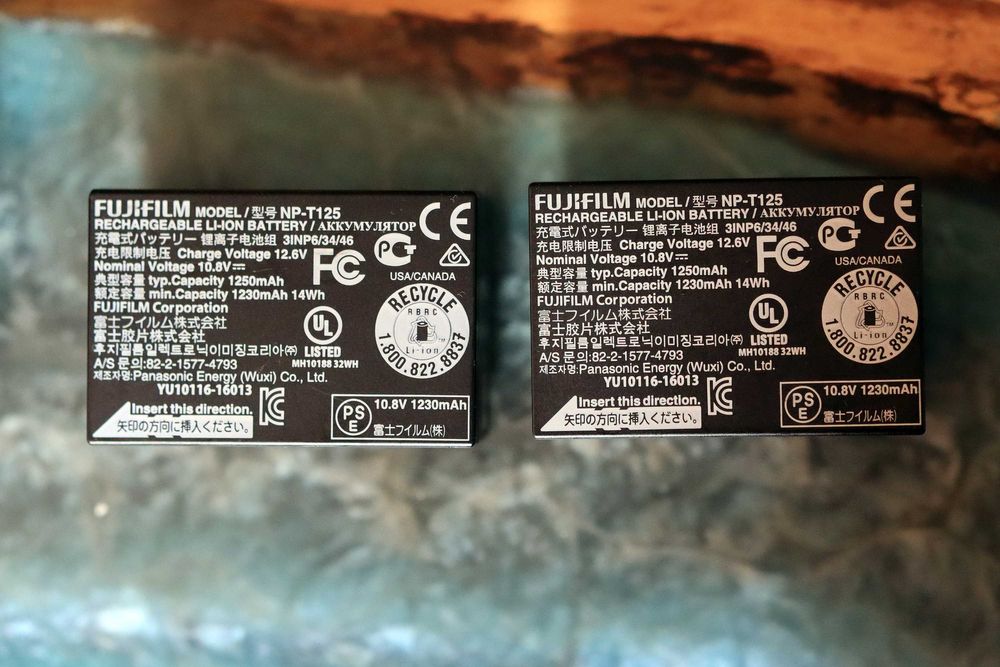 FUJIFILM MODEL / 型号 NP-T125
RECHARGEABLE LI-ION BATTERY / АККУМУЛЯТОР
充電式バッテリー 锂离子电池组 3INP6/34/46
充电限制电压 Charge Voltage 12.6V
Nominal Voltage 10.8V
典型容量 typ.Capacity 1250mAh
额定容量 min.Capacity 1230mAh 14Wh
FUJIFILM Corporation
富士フイルム株式会社
富士胶片株式会社
후지필름일렉트로닉이미징코리아㈜
A/S 문의:82-2-1577-4793
제조자명:Panasonic Energy (Wuxi) Co., Ltd.
YU10116-16013
Insert this direction.
矢印の方向に挿入ください。
CE
FC
PCT
USA/CANADA
RECYCLE
RBRC
Li-ion
1.800.822.8837
UL
LISTED
MH10188 32WH
KC
PSE
10.8V 1230mAh
富士フイルム(株)
FUJIFILM MODEL / 型号 NP-T125
RECHARGEABLE LI-ION BATTERY / АККУМУЛЯТОР
充電式バッテリー 锂离子电池组 3INP6/34/46
充电限制电压 Charge Voltage 12.6V
Nominal Voltage 10.8V
典型容量 typ.Capacity 1250mAh
额定容量 min.Capacity 1230mAh 14Wh
FUJIFILM Corporation
富士フイルム株式会社
富士胶片株式会社
후지필름일렉트로닉이미징코리아㈜
A/S 문의:82-2-1577-4793
제조자명:Panasonic Energy (Wuxi) Co., Ltd.
YU10116-16013
Insert this direction.
矢印の方向に挿入ください。
CE
FC
PCT
USA/CANADA
RECYCLE
RBRC
Li-ion
1.800.822.8837
UL
LISTED
MH10188 32WH
KC
PSE
10.8V 1230mAh
富士フイルム(株)